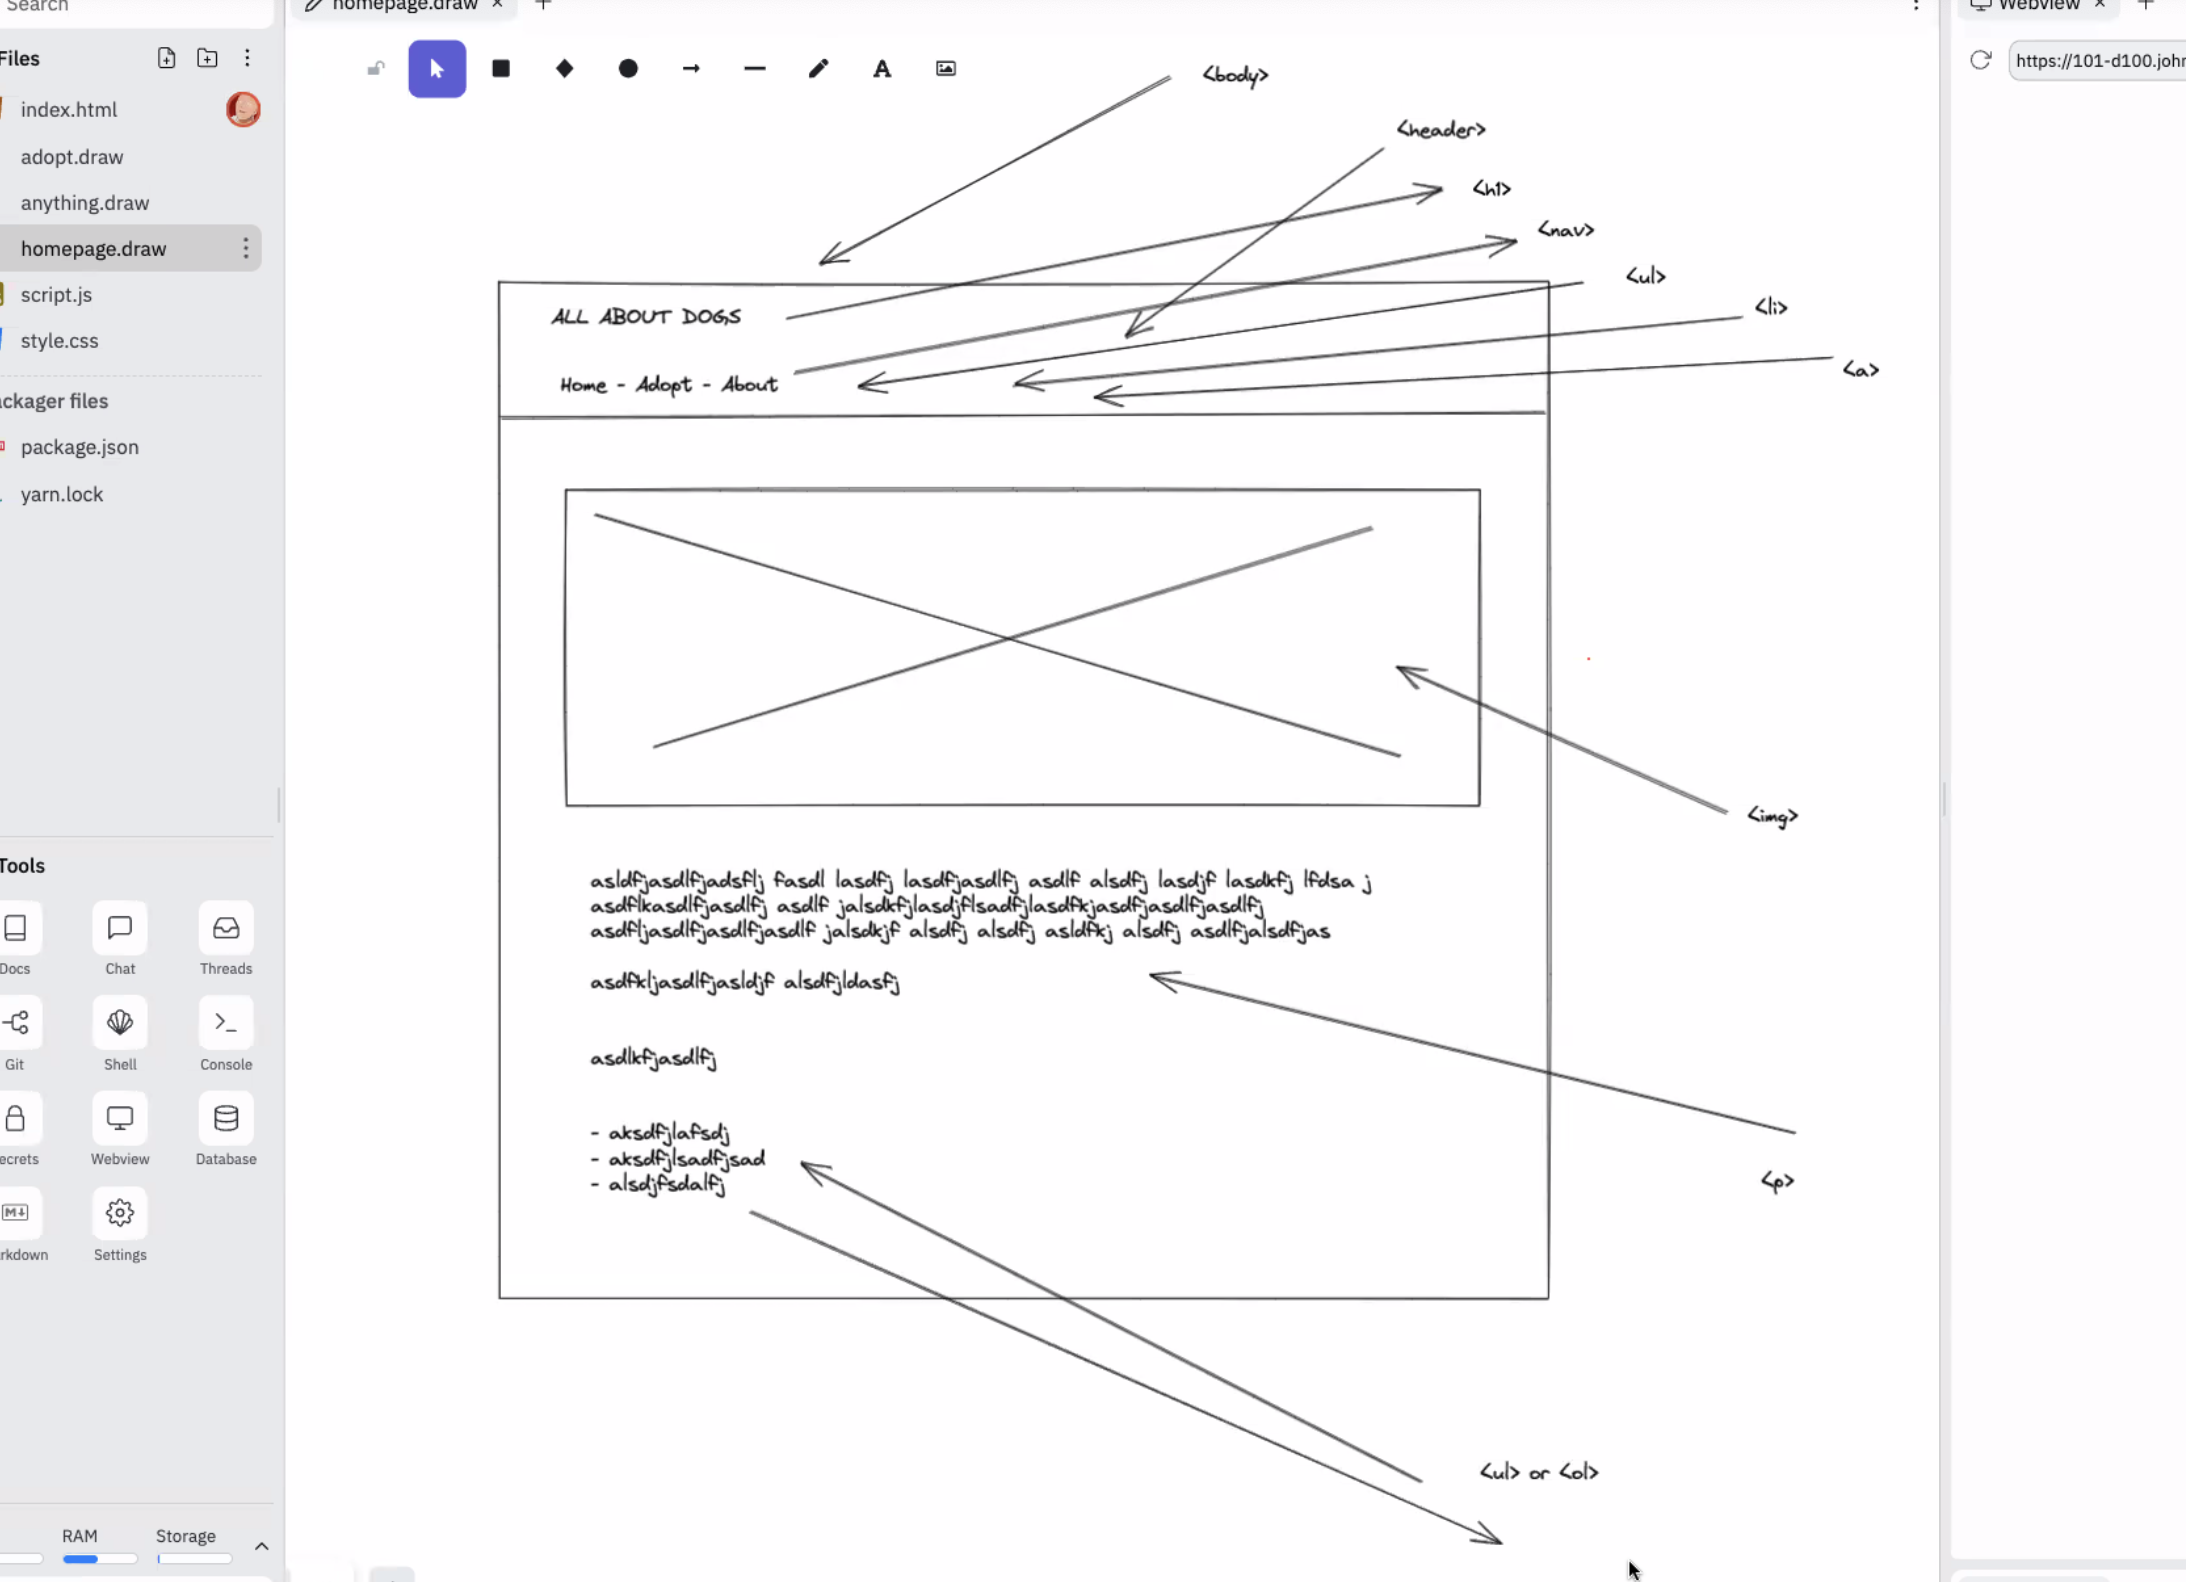 Search
homepage.draw
Webview
Files
https://101-d100.john
index.html
adopt.draw
anything.draw
homepage.draw
script.js
style.css
ckager files
package.json
yarn.lock
<body>
<header>
<h1>
<nav>
<ul>
<li>
<a>
ALL ABOUT DOGS
Home - Adopt - About
<img>
asldfjasdlfjadsflj fasdl lasdfj lasdfjasdlfj asdlf alsdfj lasdjf lasdkfj lfdsa j
asdflkasdlfjasdlfj asdlf jalsdkfjlasdjflsadfjlasdfkjasdfjasdlfjasdlfj
asdfljasdlfjasdlfjasdlf jalsdkjf alsdfj alsdfj asldfkj alsdfj asdlfjalsdfjas
asdfkljasdlfjasldjf alsdfjldasfj
asdlkfjasdlfj
<p>
- aksdfjlafsdj
- aksdfjlsadfjsad
- alsdjfsdalfj
<ul> or <ol>
Tools
Docs
Chat
Threads
Git
Shell
Console
ecrets
Webview
Database
rkdown
Settings
RAM
Storage